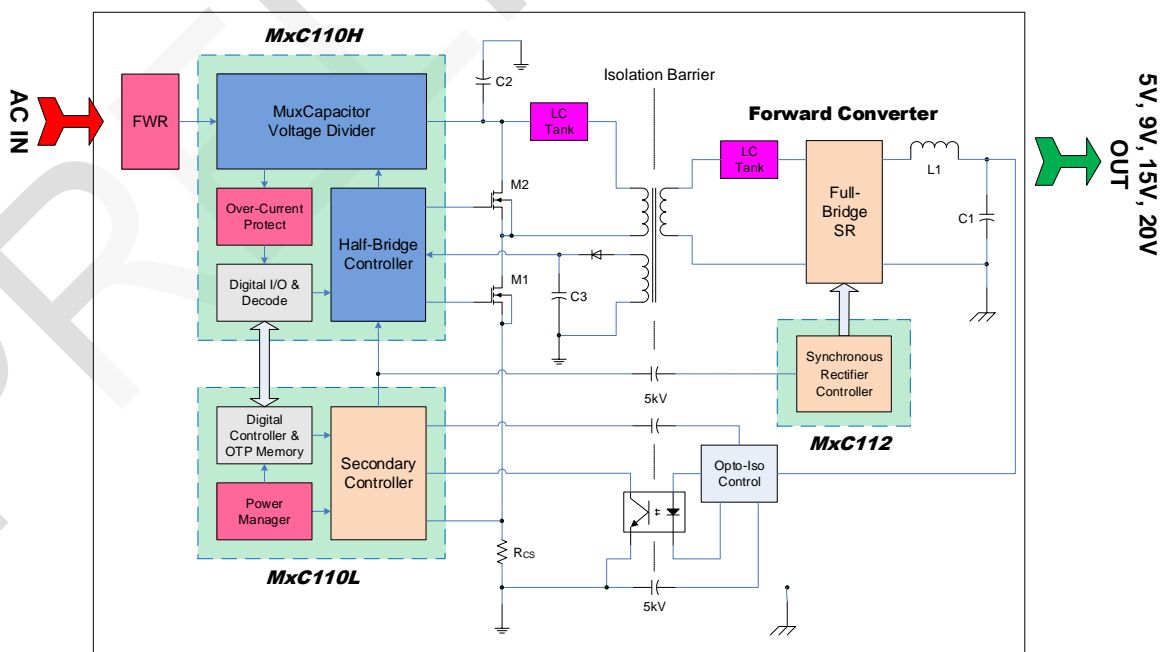 MxC110H
AC IN
FWR
MuxCapacitor
Voltage Divider
Over-Current
Protect
Digital I/O &
Decode
Half-Bridge
Controller
C2
LC
Tank
M2
M1
C3
Isolation Barrier
Forward Converter
LC
Tank
Full-
Bridge
SR
L1
C1
5V, 9V, 15V, 20V
OUT
Synchronous
Rectifier
Controller
MxC112
5kV
Digital
Controller &
OTP Memory
Secondary
Controller
Power
Manager
MxC110L
RCS
Opto-Iso
Control
5kV